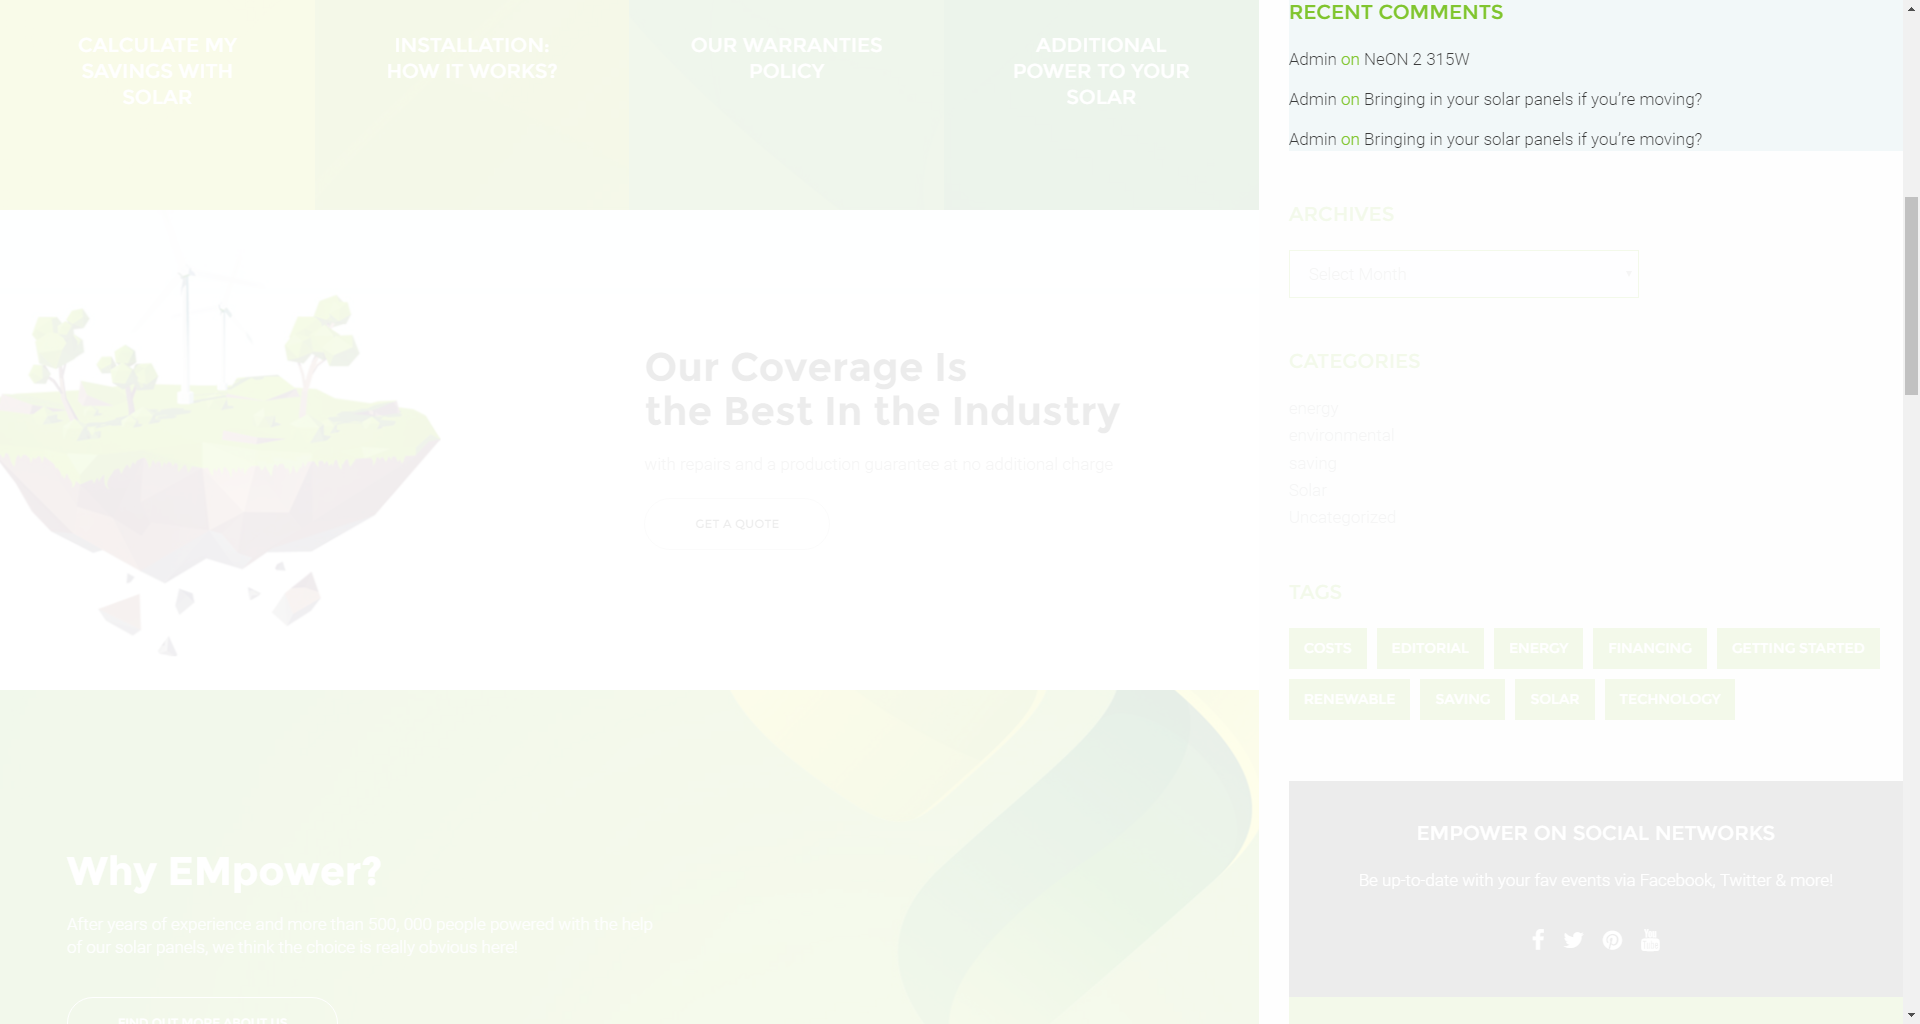 CALCULATE MY
SAVINGS WITH
SOLAR
INSTALLATION:
HOW IT WORKS?
OUR WARRANTIES
POLICY
ADDITIONAL
POWER TO YOUR
SOLAR
Our Coverage Is
the Best In the Industry
with repairs and a production guarantee at no additional charge
GET A QUOTE
Why EMpower?
After years of experience and more than 500, 000 people powered with the help
of our solar panels, we think the choice is really obvious here!
FIND OUT MORE ABOUT US
RECENT COMMENTS
Admin on NeON 2 315W
Admin on Bringing in your solar panels if you’re moving?
Admin on Bringing in your solar panels if you’re moving?
ARCHIVES
Select Month
CATEGORIES
energy
environmental
saving
Solar
Uncategorized
TAGS
COSTS EDITORIAL ENERGY FINANCING GETTING STARTED
RENEWABLE SAVING SOLAR TECHNOLOGY
EMPOWER ON SOCIAL NETWORKS
Be up-to-date with your fav events via Facebook, Twitter & more!